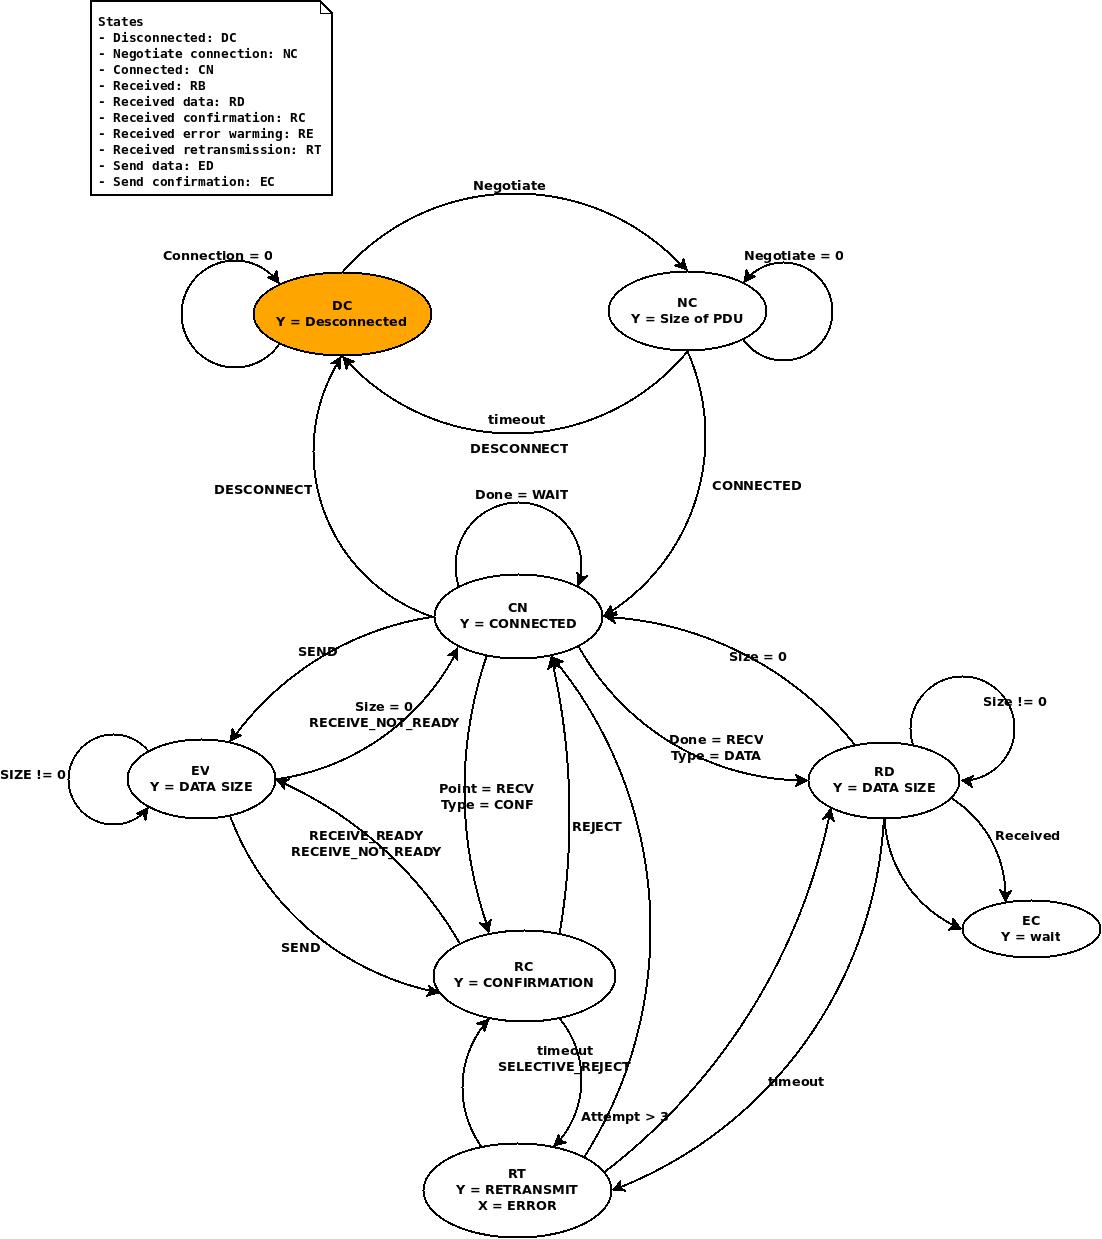 States
- Disconnected: DC
- Negotiate connection: NC
- Connected: CN
- Received: RB
- Received data: RD
- Received confirmation: RC
- Received error warming: RE
- Received retransmission: RT
- Send data: ED
- Send confirmation: EC
Negotiate
Connection = 0
Negotiate = 0
DC
Y = Desconnected
NC
Y = Size of PDU
timeout
DESCONNECT
DESCONNECT
CONNECTED
Done = WAIT
CN
Y = CONNECTED
SEND
Size = 0
Size = 0
RECEIVE_NOT_READY
Size != 0
Done = RECV
Type = DATA
SIZE != 0
EV
Y = DATA SIZE
RD
Y = DATA SIZE
Point = RECV
Type = CONF
REJECT
RECEIVE_READY
RECEIVE_NOT_READY
Received
EC
Y = wait
SEND
RC
Y = CONFIRMATION
timeout
SELECTIVE_REJECT
timeout
Attempt > 3
RT
Y = RETRANSMIT
X = ERROR